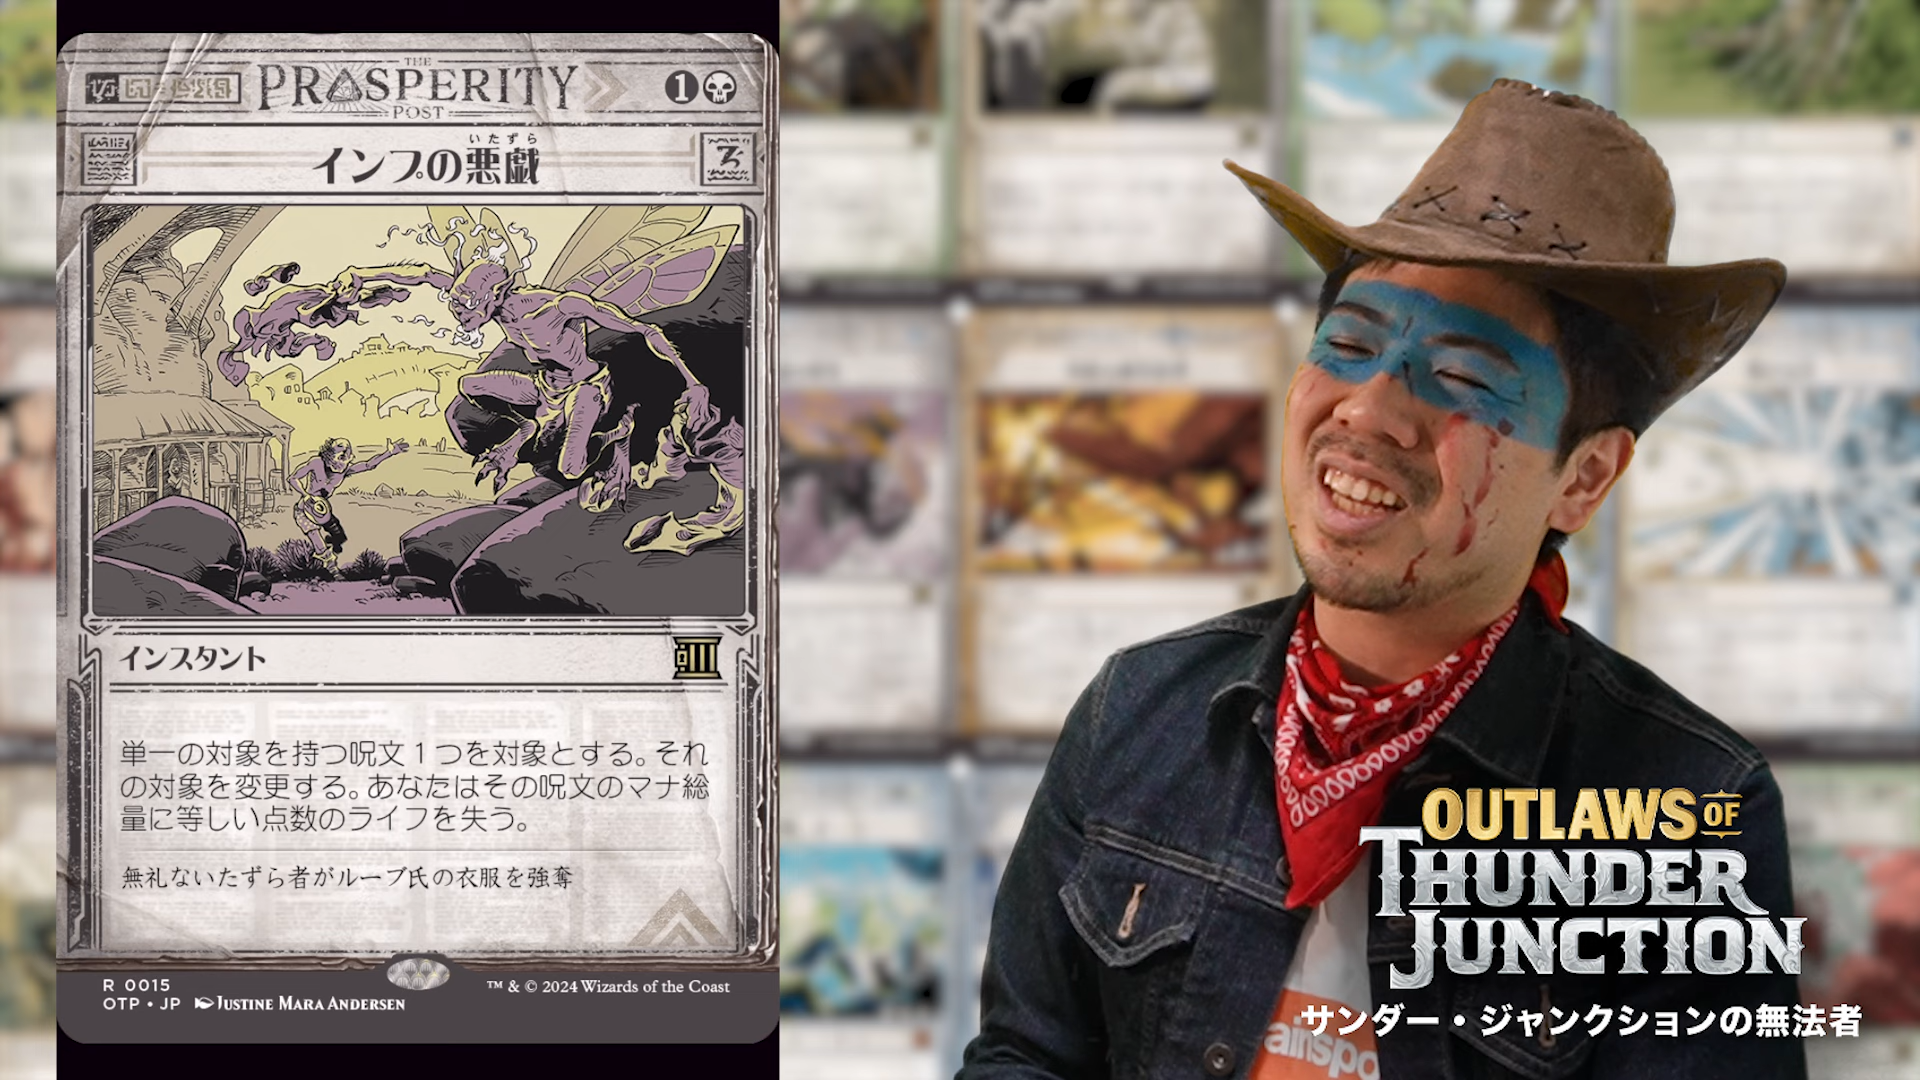 THE
PROSPERITY
POST
1
いたずら
インプの悪戯
インスタント
単一の対象を持つ呪文1つを対象とする。それ
の対象を変更する。あなたはその呪文のマナ総
量に等しい点数のライフを失う。
無礼ないたずら者がルーブ氏の衣服を強奪
R 0015
OTP • JP JUSTINE MARA ANDERSEN
™ & © 2024 Wizards of the Coast
OUTLAWS OF
THUNDER
JUNCTION
サンダー・ジャンクションの無法者